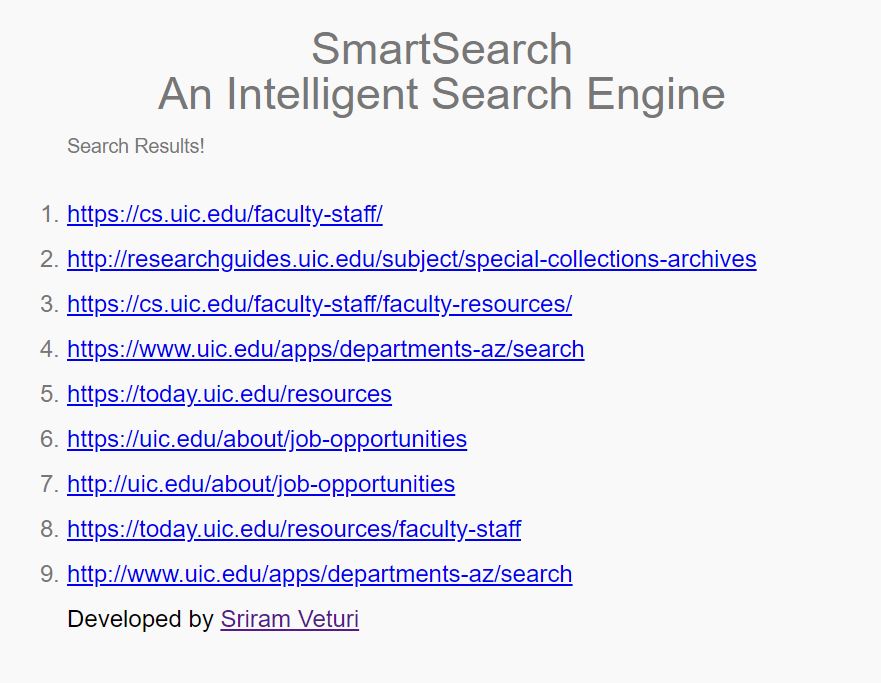 SmartSearch
An Intelligent Search Engine
Search Results!
1. https://cs.uic.edu/faculty-staff/
2. http://researchguides.uic.edu/subject/special-collections-archives
3. https://cs.uic.edu/faculty-staff/faculty-resources/
4. https://www.uic.edu/apps/departments-az/search
5. https://today.uic.edu/resources
6. https://uic.edu/about/job-opportunities
7. http://uic.edu/about/job-opportunities
8. https://today.uic.edu/resources/faculty-staff
9. http://www.uic.edu/apps/departments-az/search
Developed by Sriram Veturi